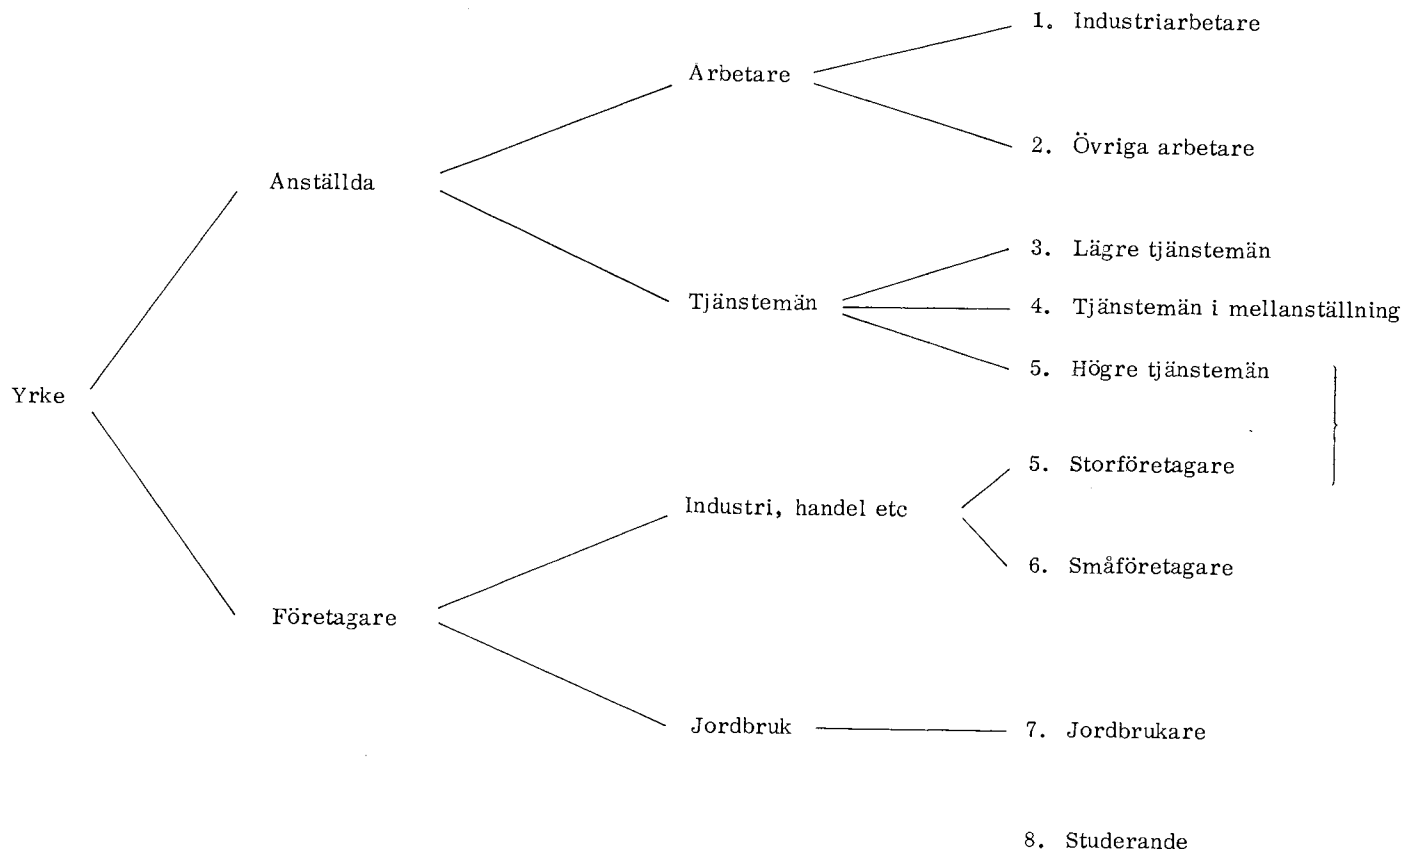 1. Industriarbetare
Arbetare
2. Övriga arbetare
Anställda
3. Lägre tjänstemän
Tjänstemän
4. Tjänstemän i mellanställning
5. Högre tjänstemän
Yrke
5. Storföretagare
Industri, handel etc
6. Småföretagare
Företagare
Jordbruk
7. Jordbrukare
8. Studerande